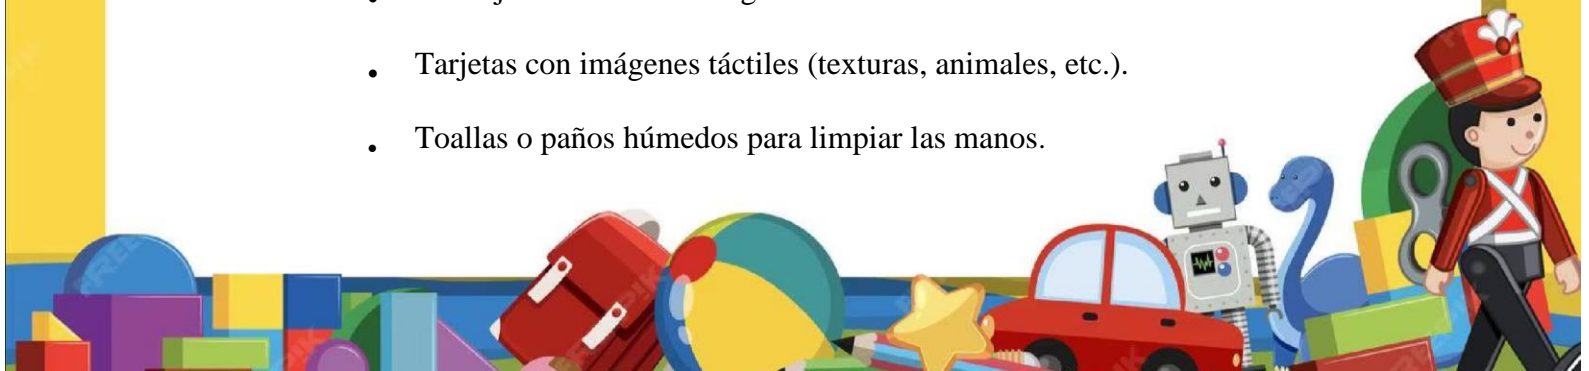 • Tarjetas con imágenes táctiles (texturas, animales, etc.).
• Toallas o paños húmedos para limpiar las manos.